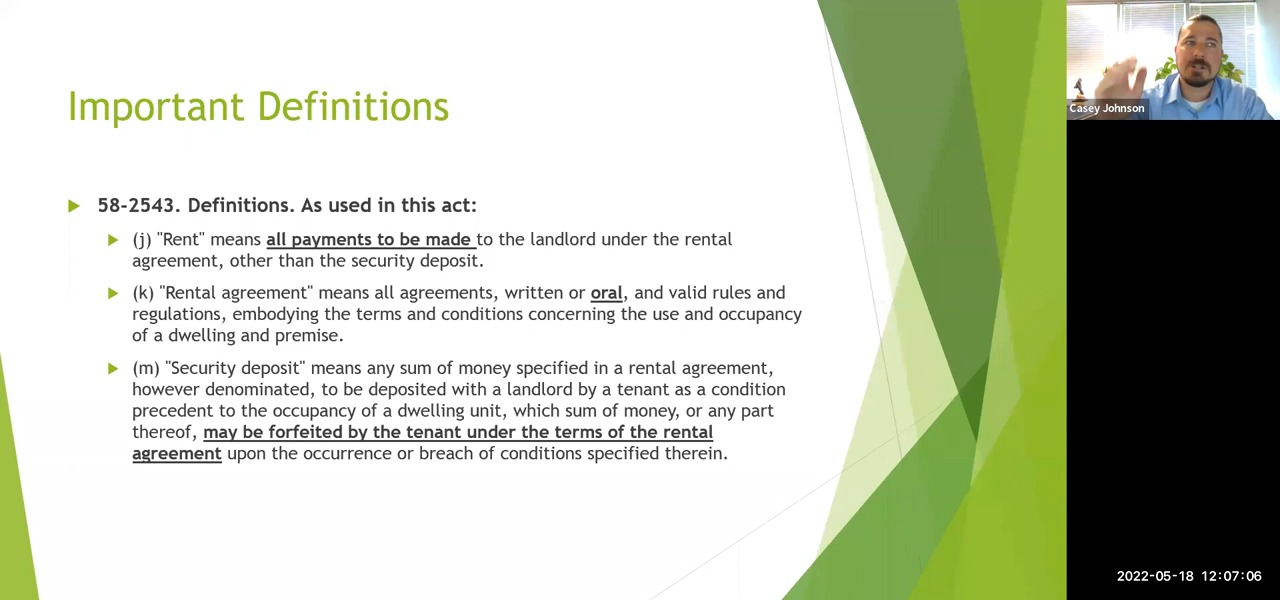 Important Definitions
58-2543. Definitions. As used in this act:
(j) "Rent" means all payments to be made to the landlord under the rental
agreement, other than the security deposit.
(k) "Rental agreement" means all agreements, written or oral, and valid rules and
regulations, embodying the terms and conditions concerning the use and occupancy
of a dwelling and premise.
(m) "Security deposit" means any sum of money specified in a rental agreement,
however denominated, to be deposited with a landlord by a tenant as a condition
precedent to the occupancy of a dwelling unit, which sum of money, or any part
thereof, may be forfeited by the tenant under the terms of the rental
agreement upon the occurrence or breach of conditions specified therein.
Casey Johnson
2022-05-18 12:07:06